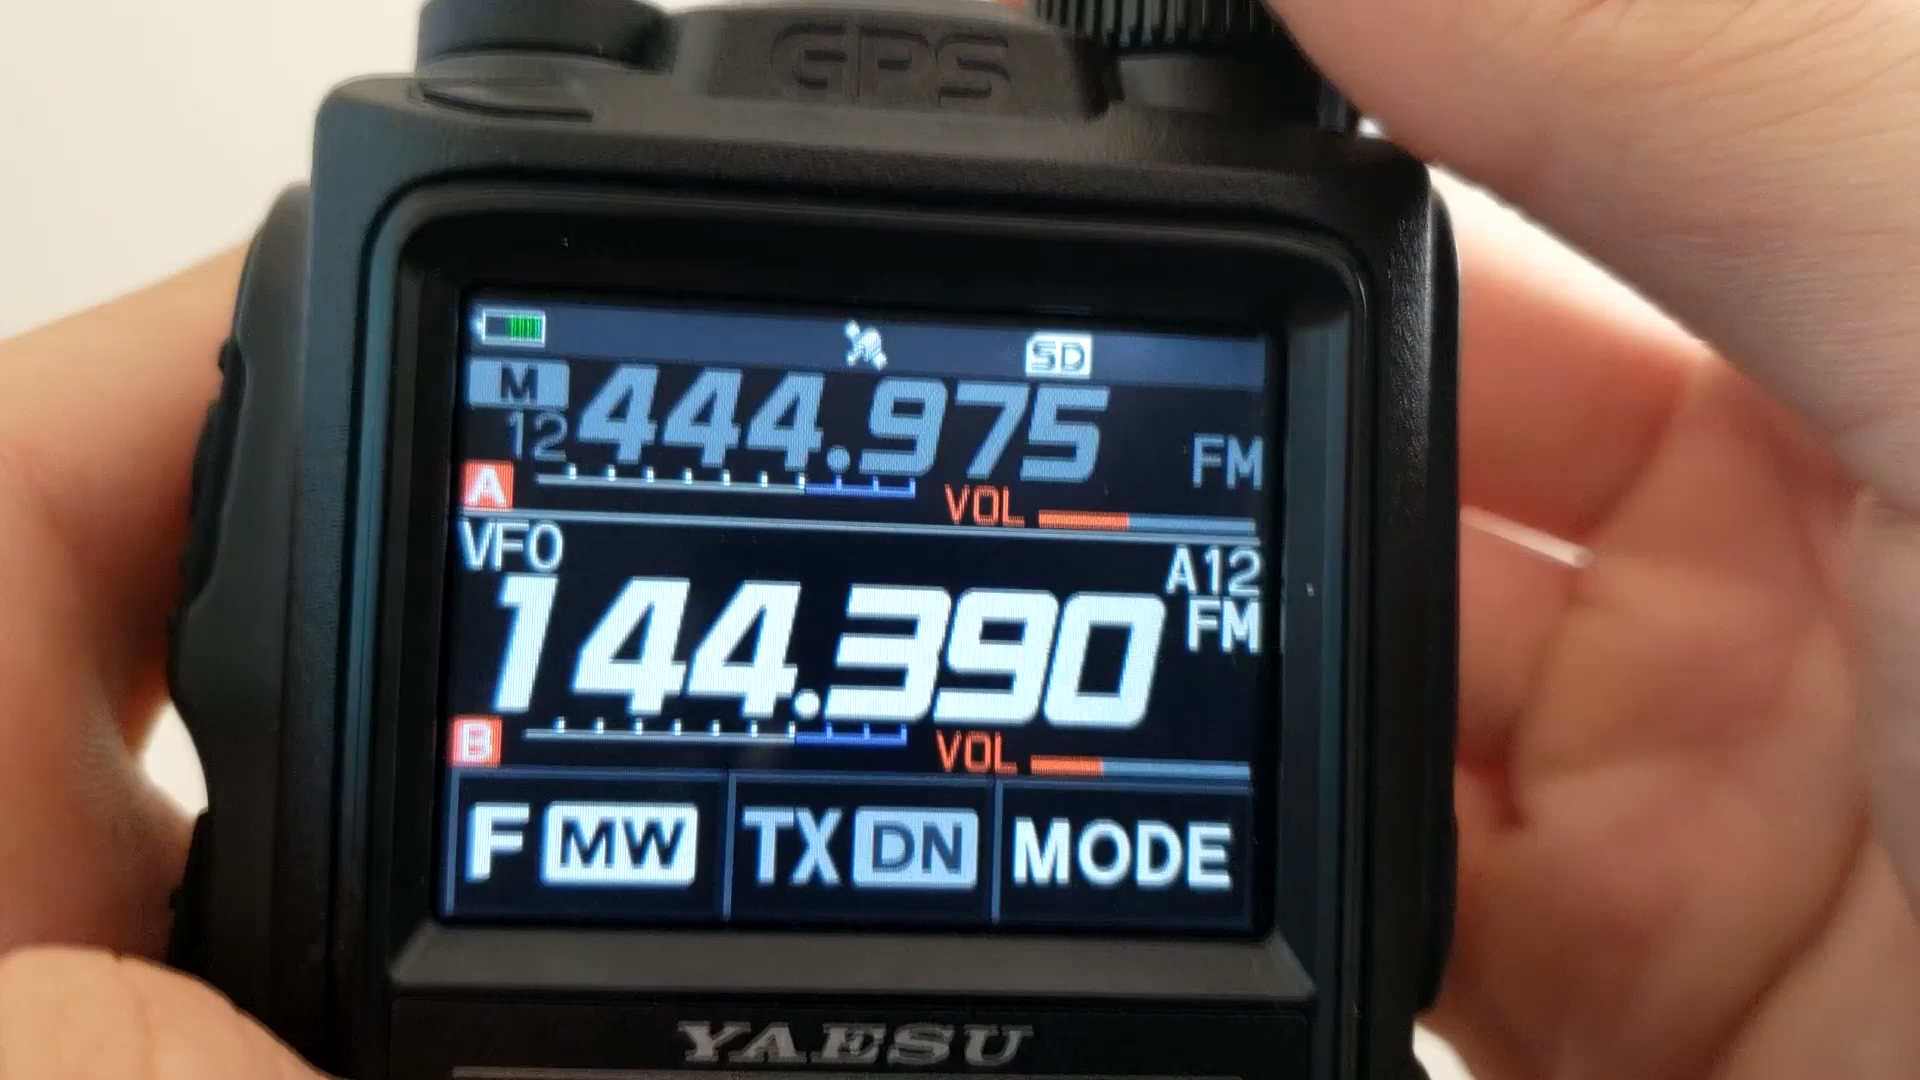 GPS
SD
M 444.975
12 FM
A VOL
VFO A12
144.390 FM
B VOL
F MW TX DN MODE
YAESU